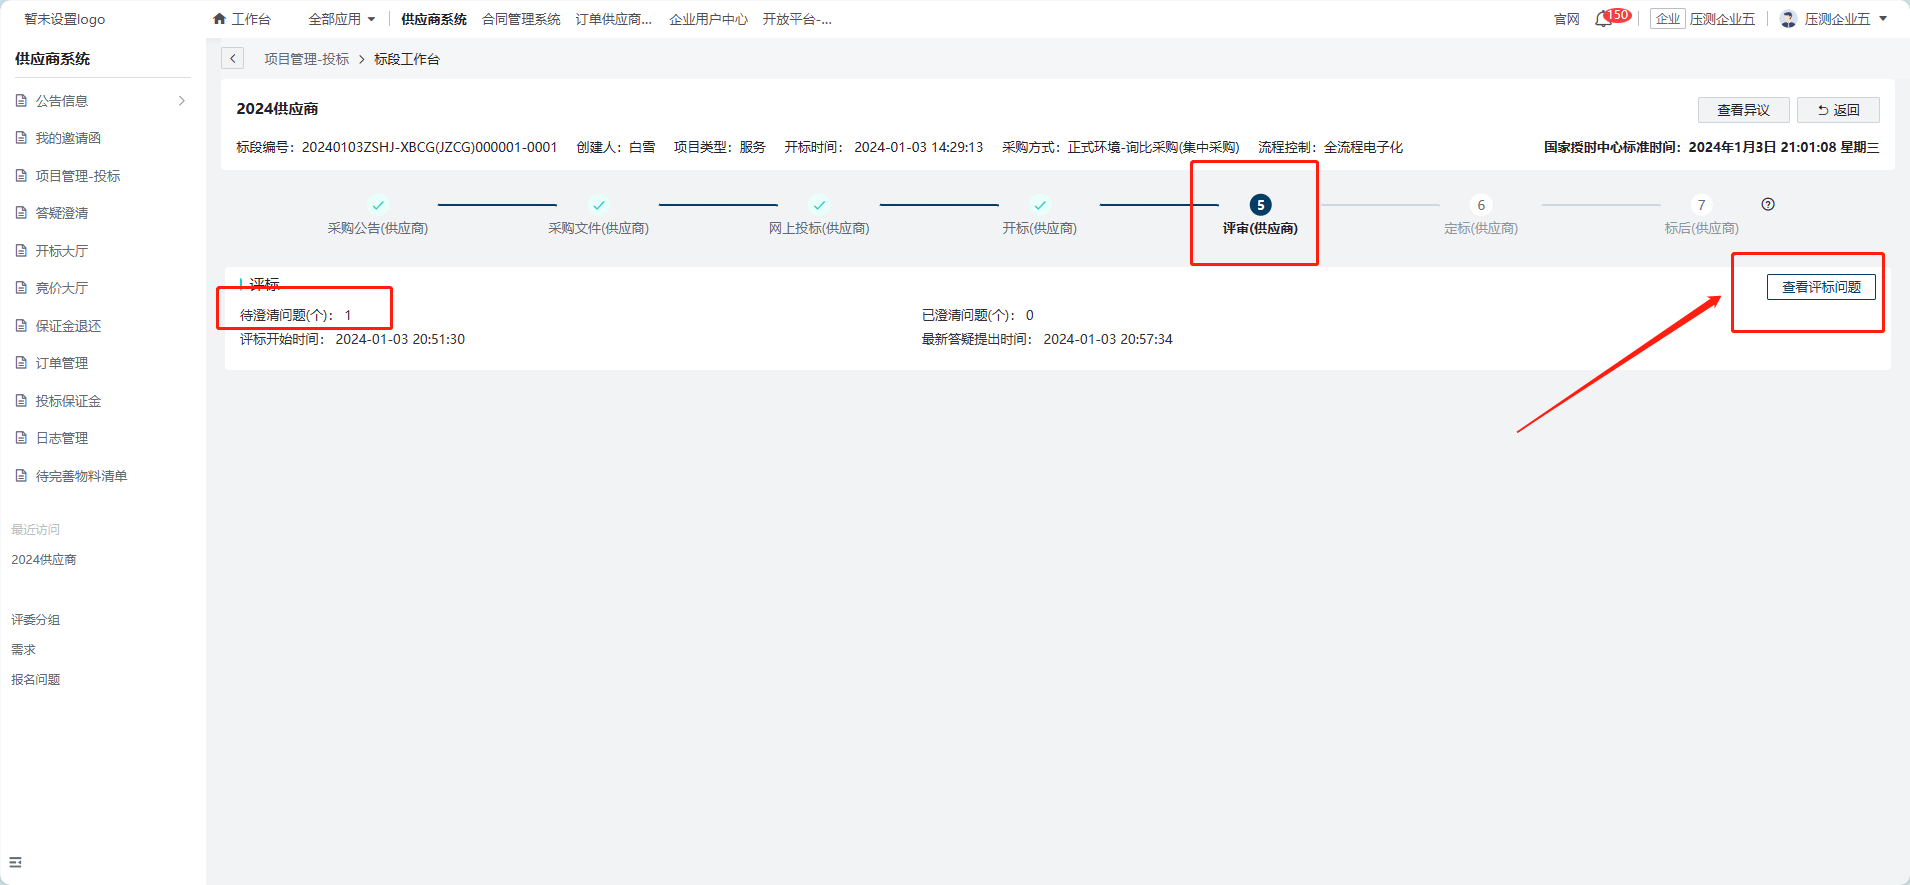 暂未设置logo
工作台
全部应用
供应商系统
合同管理系统
订单供应商...
企业用户中心
开放平台-...
官网
150
企业
压测企业五
压测企业五
供应商系统
公告信息
我的邀请函
项目管理-投标
答疑澄清
开标大厅
竞价大厅
保证金退还
订单管理
投标保证金
日志管理
待完善物料清单
最近访问
2024供应商
评委分组
需求
报名问题
项目管理-投标 > 标段工作台
2024供应商
查看异议
返回
标段编号：20240103ZSHJ-XBCG(JZCG)000001-0001 创建人：白雪 项目类型：服务 开标时间： 2024-01-03 14:29:13 采购方式：正式环境-询比采购(集中采购) 流程控制：全流程电子化
国家授时中心标准时间：2024年1月3日 21:01:08 星期三
采购公告(供应商)
采购文件(供应商)
网上投标(供应商)
开标(供应商)
5
评审(供应商)
6
定标(供应商)
7
标后(供应商)
评标
查看评标问题
待澄清问题(个)： 1
已澄清问题(个)： 0
评标开始时间： 2024-01-03 20:51:30
最新答疑提出时间： 2024-01-03 20:57:34